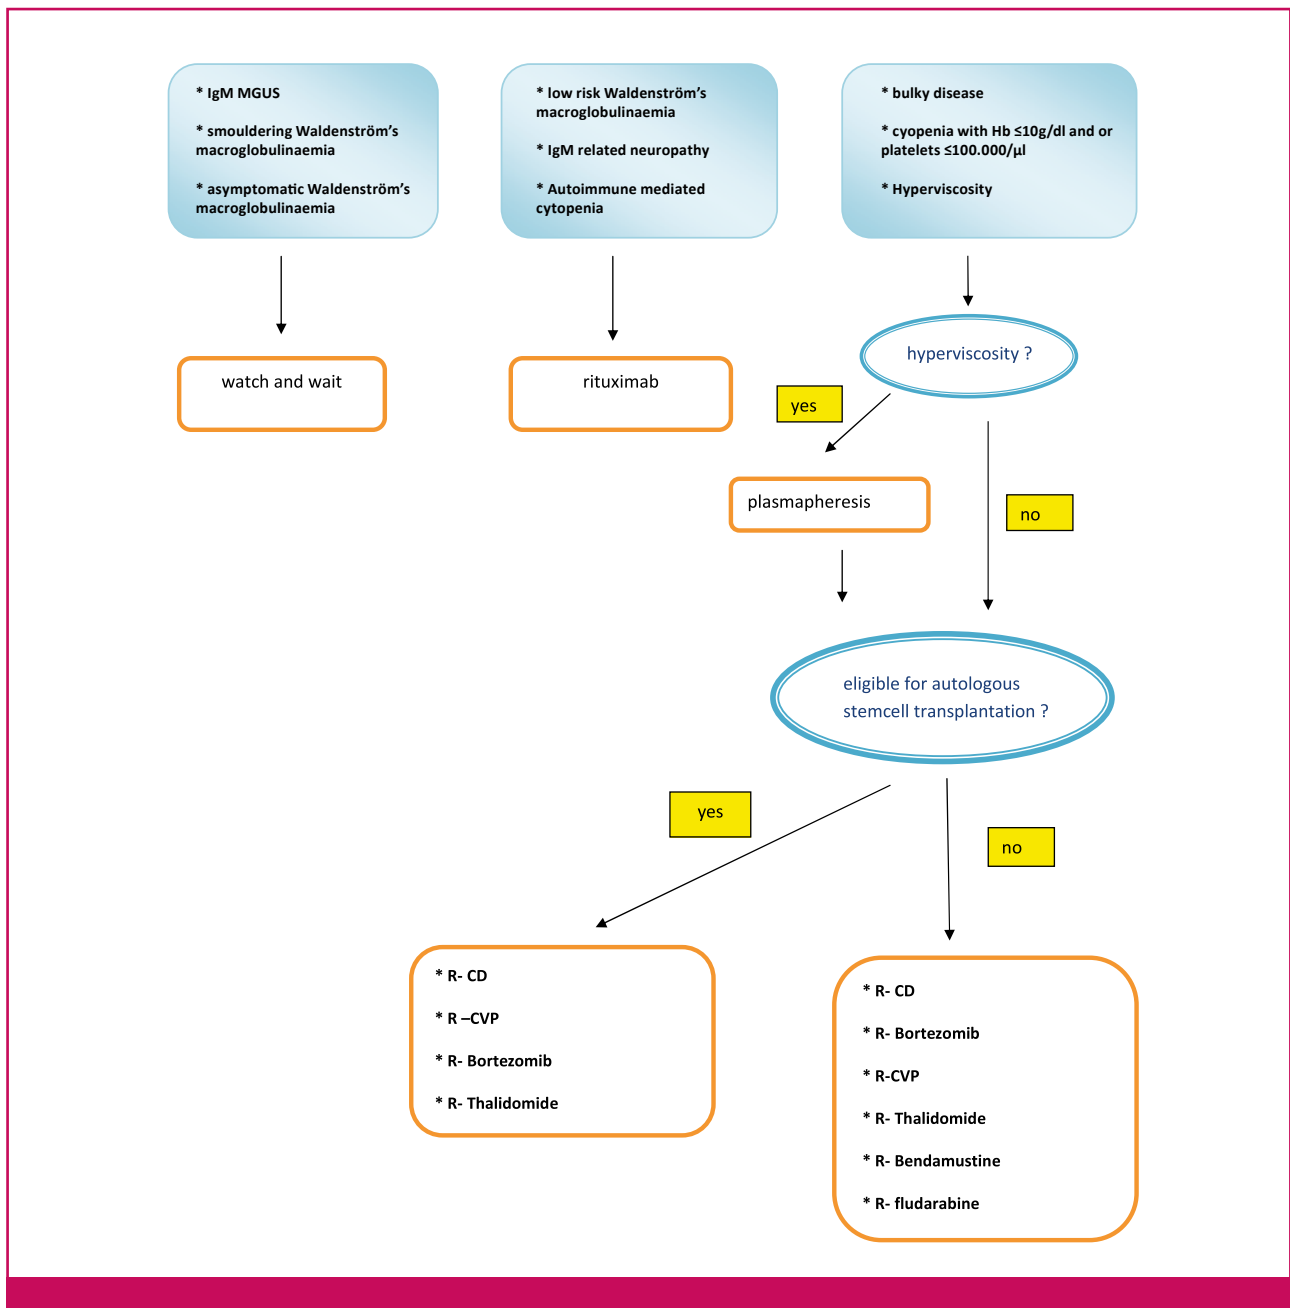 * IgM MGUS
* smouldering Waldenström's
macroglobulinaemia
* asymptomatic Waldenström's
macroglobulinaemia
* low risk Waldenström's
macroglobulinaemia
* IgM related neuropathy
* Autoimmune mediated
cytopenia
* bulky disease
* cyopenia with Hb ≤10g/dl and or
platelets ≤100.000/µl
* Hyperviscosity
watch and wait
rituximab
hyperviscosity ?
yes
plasmapheresis
no
eligible for autologous
stemcell transplantation ?
yes
no
* R- CD
* R –CVP
* R- Bortezomib
* R- Thalidomide
* R- CD
* R- Bortezomib
* R-CVP
* R- Thalidomide
* R- Bendamustine
* R- fludarabine